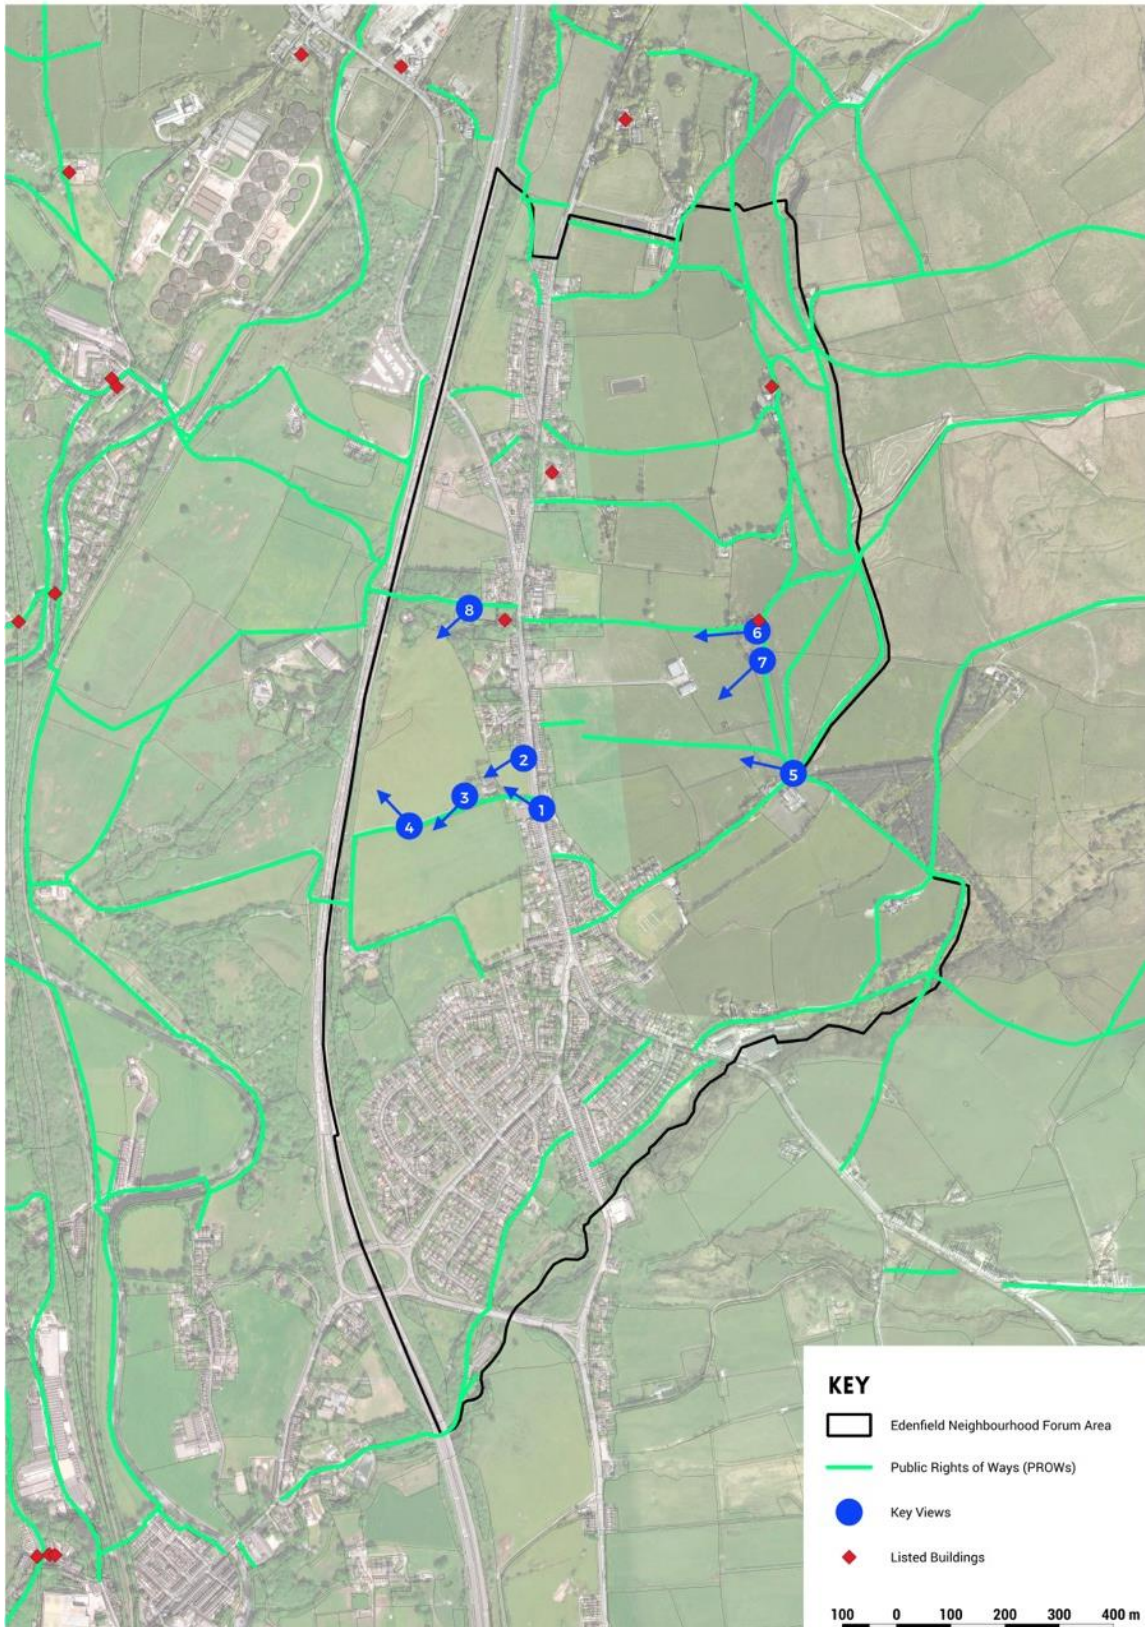 8
6
7
2
5
3
1
4
KEY
Edenfield Neighbourhood Forum Area
Public Rights of Ways (PROWs)
Key Views
Listed Buildings
100 0 100 200 300 400 m